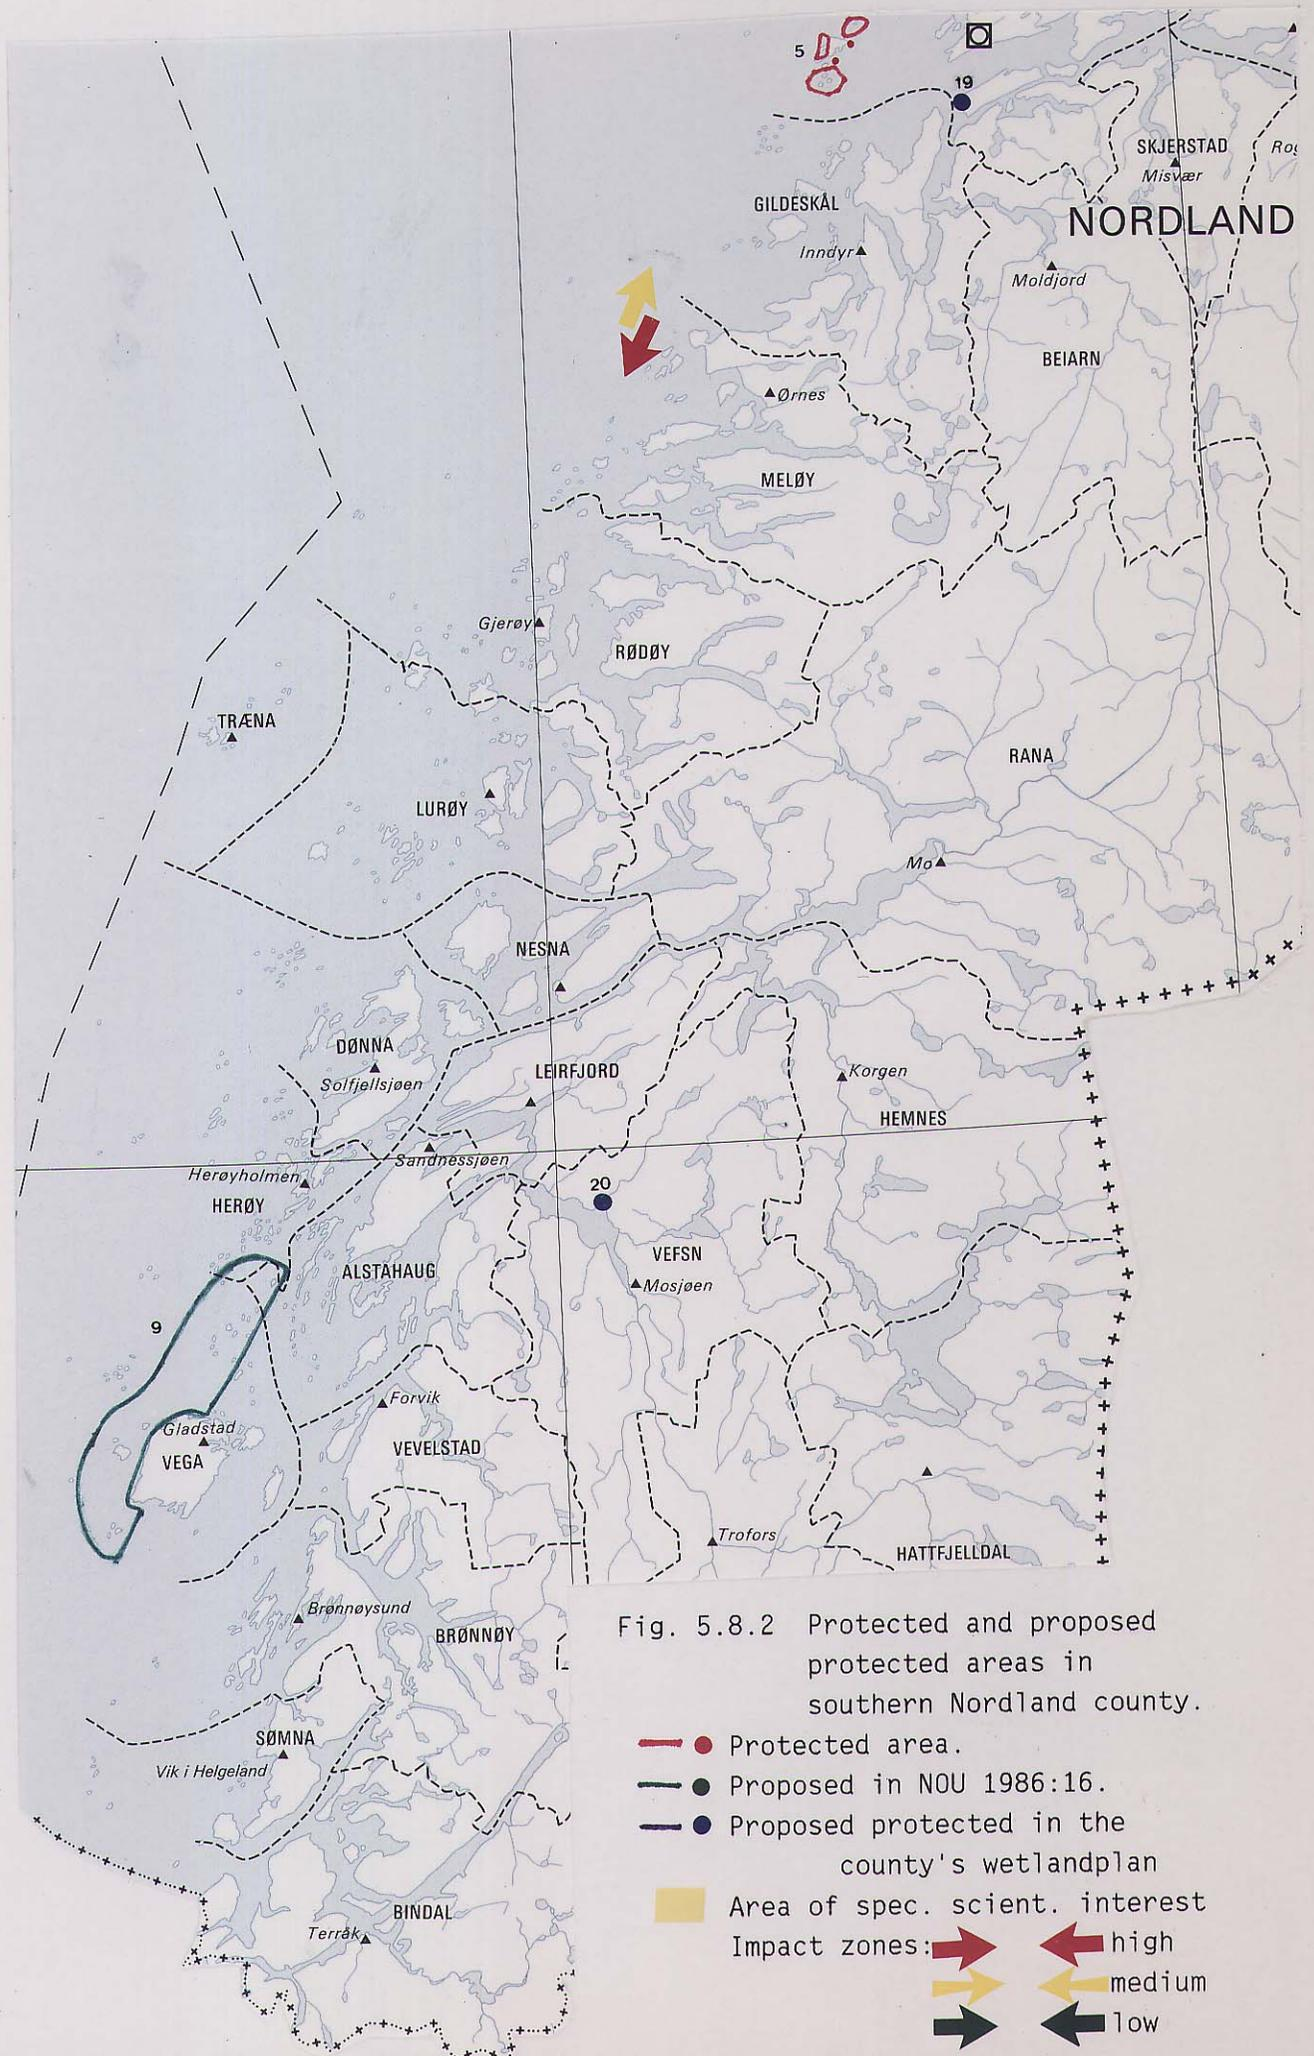 5
19
SKJERSTAD
Misvær
GILDESKÅL
NORDLAND
Inndyr
Moldjord
BEIARN
Ørnes
MELØY
Gjerøy
RØDØY
TRÆNA
RANA
LURØY
Mo
NESNA
DØNNA
Solfjellsjøen
LEIRFJORD
Korgen
HEMNES
Sandnessjøen
Herøyholmen
20
HERØY
VEFSN
ALSTAHAUG
Mosjøen
9
Forvik
Gladstad
VEVELSTAD
VEGA
Trofors
HATTFJELLDAL
Brønnøysund
BRØNNØY
SØMNA
Vik i Helgeland
BINDAL
Terråk
Fig. 5.8.2 Protected and proposed
protected areas in
southern Nordland county.
Protected area.
Proposed in NOU 1986:16.
Proposed protected in the
county's wetlandplan
Area of spec. scient. interest
Impact zones: high
medium
low